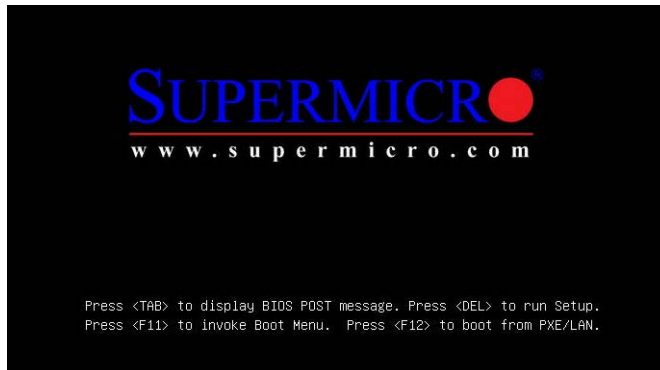 SUPERMICRO®
www.supermicro.com
Press <TAB> to display BIOS POST message. Press <DEL> to run Setup.
Press <F11> to invoke Boot Menu. Press <F12> to boot from PXE/LAN.